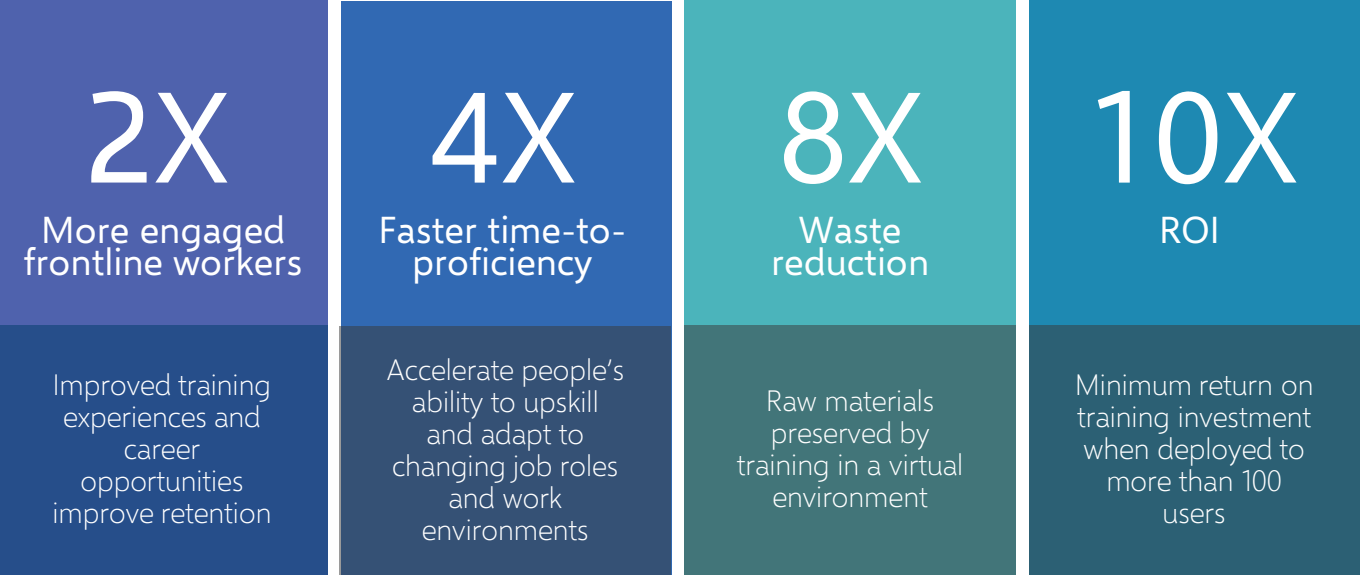 2X
More engaged
frontline workers
Improved training
experiences and
career
opportunities
improve retention
4X
Faster time-to-
proficiency
Accelerate people’s
ability to upskill
and adapt to
changing job roles
and work
environments
8X
Waste
reduction
Raw materials
preserved by
training in a virtual
environment
10X
ROI
Minimum return on
training investment
when deployed to
more than 100
users